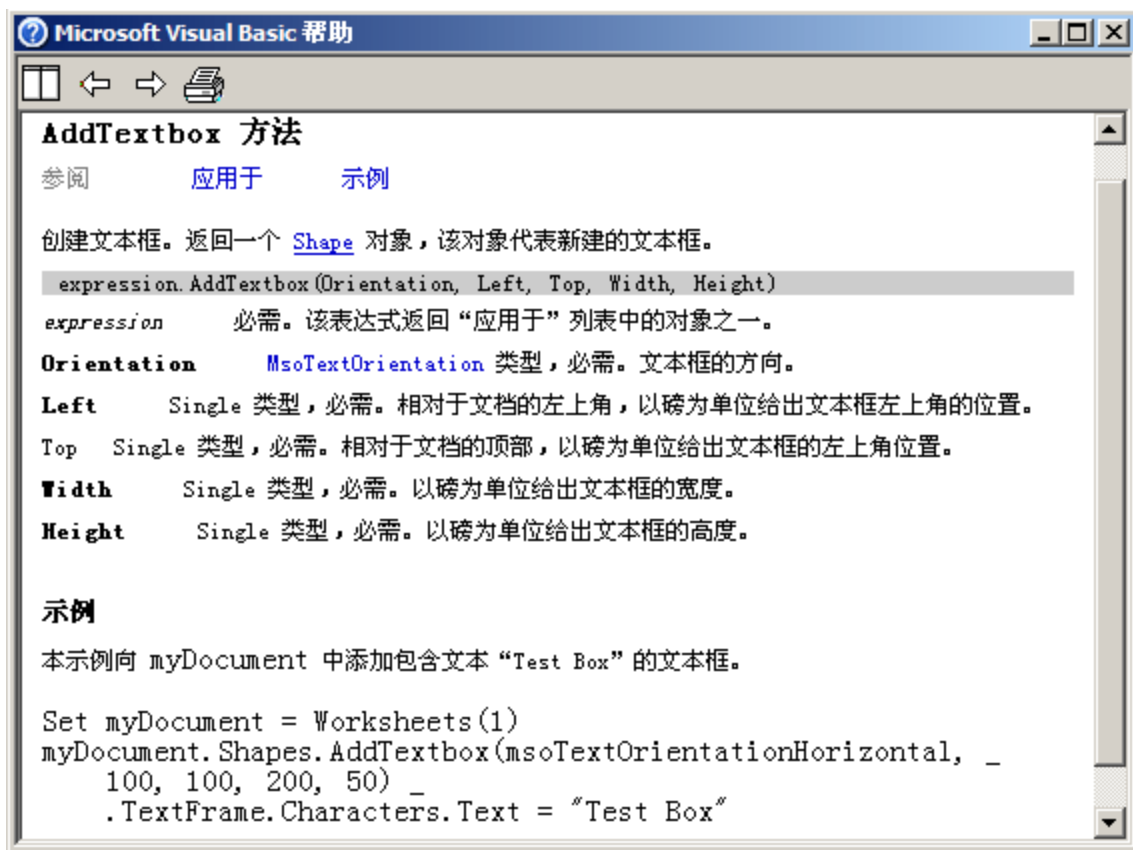 Microsoft Visual Basic 帮助
AddTextbox 方法
参阅 应用于 示例
创建文本框。返回一个 Shape 对象，该对象代表新建的文本框。
expression.AddTextbox(Orientation, Left, Top, Width, Height)
expression 必需。该表达式返回“应用于”列表中的对象之一。
Orientation MsoTextOrientation 类型，必需。文本框的方向。
Left Single 类型，必需。相对于文档的左上角，以磅为单位给出文本框左上角的位置。
Top Single 类型，必需。相对于文档的顶部，以磅为单位给出文本框的左上角位置。
Width Single 类型，必需。以磅为单位给出文本框的宽度。
Height Single 类型，必需。以磅为单位给出文本框的高度。
示例
本示例向 myDocument 中添加包含文本“Test Box”的文本框。
Set myDocument = Worksheets(1)
myDocument.Shapes.AddTextbox(msoTextOrientationHorizontal, _
100, 100, 200, 50) _
.TextFrame.Characters.Text = "Test Box"